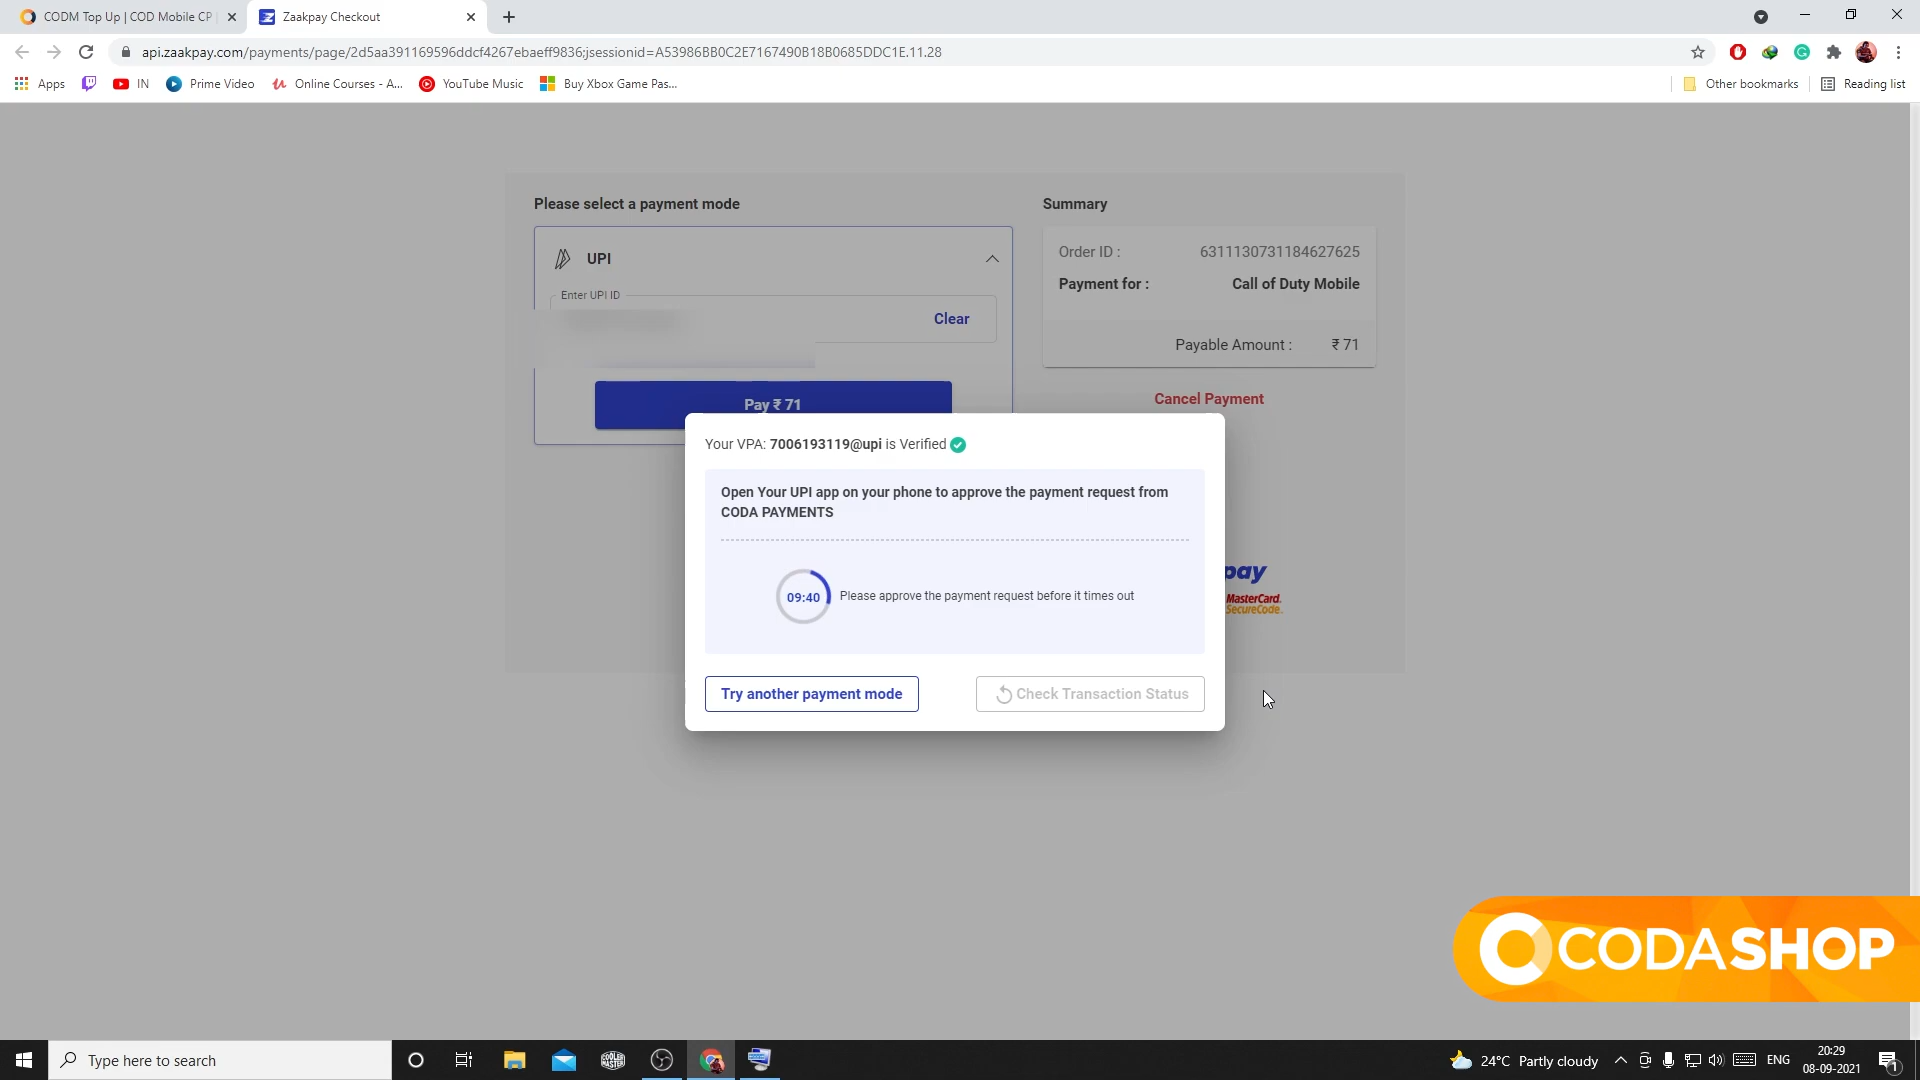 CODM Top Up | COD Mobile CP
Zaakpay Checkout
api.zaakpay.com/payments/page/2d5aa391169596ddcf4267ebaeff9836;jsessionid=A53986BB0C2E7167490B18B0685DDC1E.11.28
Apps
IN
Prime Video
Online Courses - A...
YouTube Music
Buy Xbox Game Pas...
Other bookmarks
Reading list
Please select a payment mode
UPI
Enter UPI ID
Clear
Pay ₹ 71
Summary
Order ID : 6311130731184627625
Payment for : Call of Duty Mobile
Payable Amount : ₹ 71
Cancel Payment
Your VPA: 7006193119@upi is Verified
Open Your UPI app on your phone to approve the payment request from
CODA PAYMENTS
09:40
Please approve the payment request before it times out
Try another payment mode
Check Transaction Status
pay
MasterCard.
SecureCode.
CODASHOP
Type here to search
COOLER
MASTER
24°C Partly cloudy
ENG
20:29
08-09-2021
1